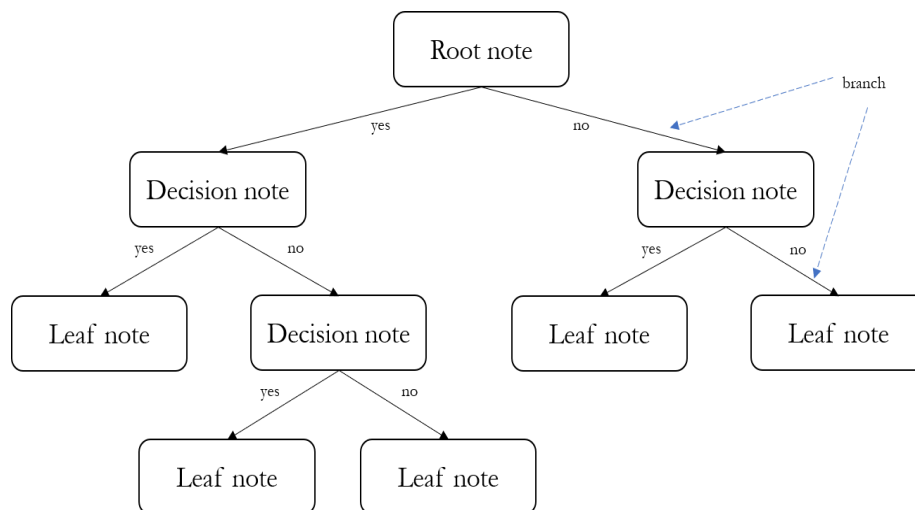 Root note
branch
yes
no
Decision note
Decision note
yes
no
yes
no
Leaf note
Decision note
Leaf note
Leaf note
yes
no
Leaf note
Leaf note